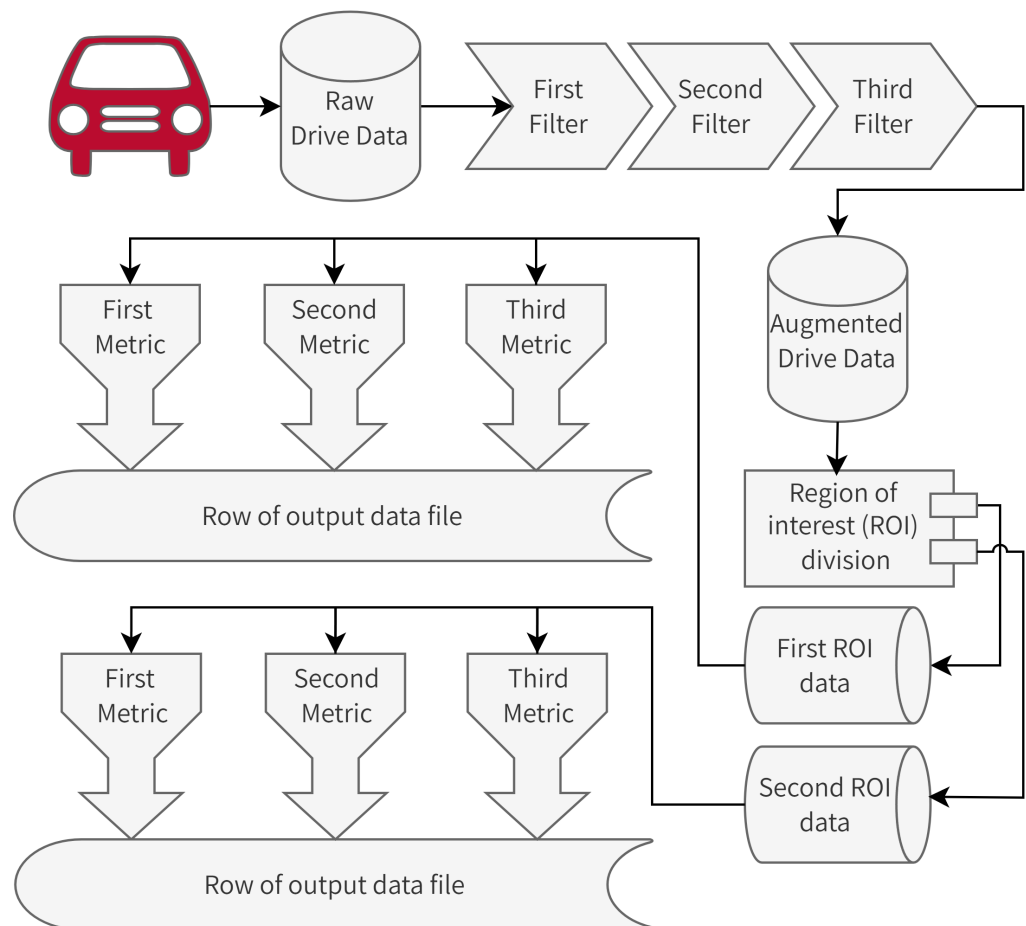 Raw
Drive Data
First
Filter
Second
Filter
Third
Filter
Augmented
Drive Data
Region of
interest (ROI)
division
First ROI
data
Second ROI
data
First
Metric
Second
Metric
Third
Metric
Row of output data file
First
Metric
Second
Metric
Third
Metric
Row of output data file